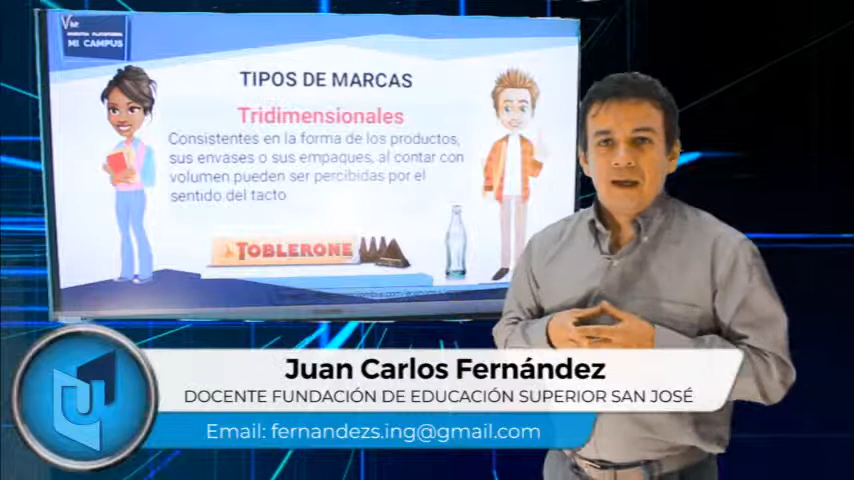 MI CAMPUS
TIPOS DE MARCAS
Tridimensionales
Consistentes en la forma de los productos,
sus envases o sus empaques, al contar con
volumen pueden ser percibidas por el
sentido del tacto
TOBLERONE
Juan Carlos Fernández
DOCENTE FUNDACIÓN DE EDUCACIÓN SUPERIOR SAN JOSÉ
Email: fernandezs.ing@gmail.com